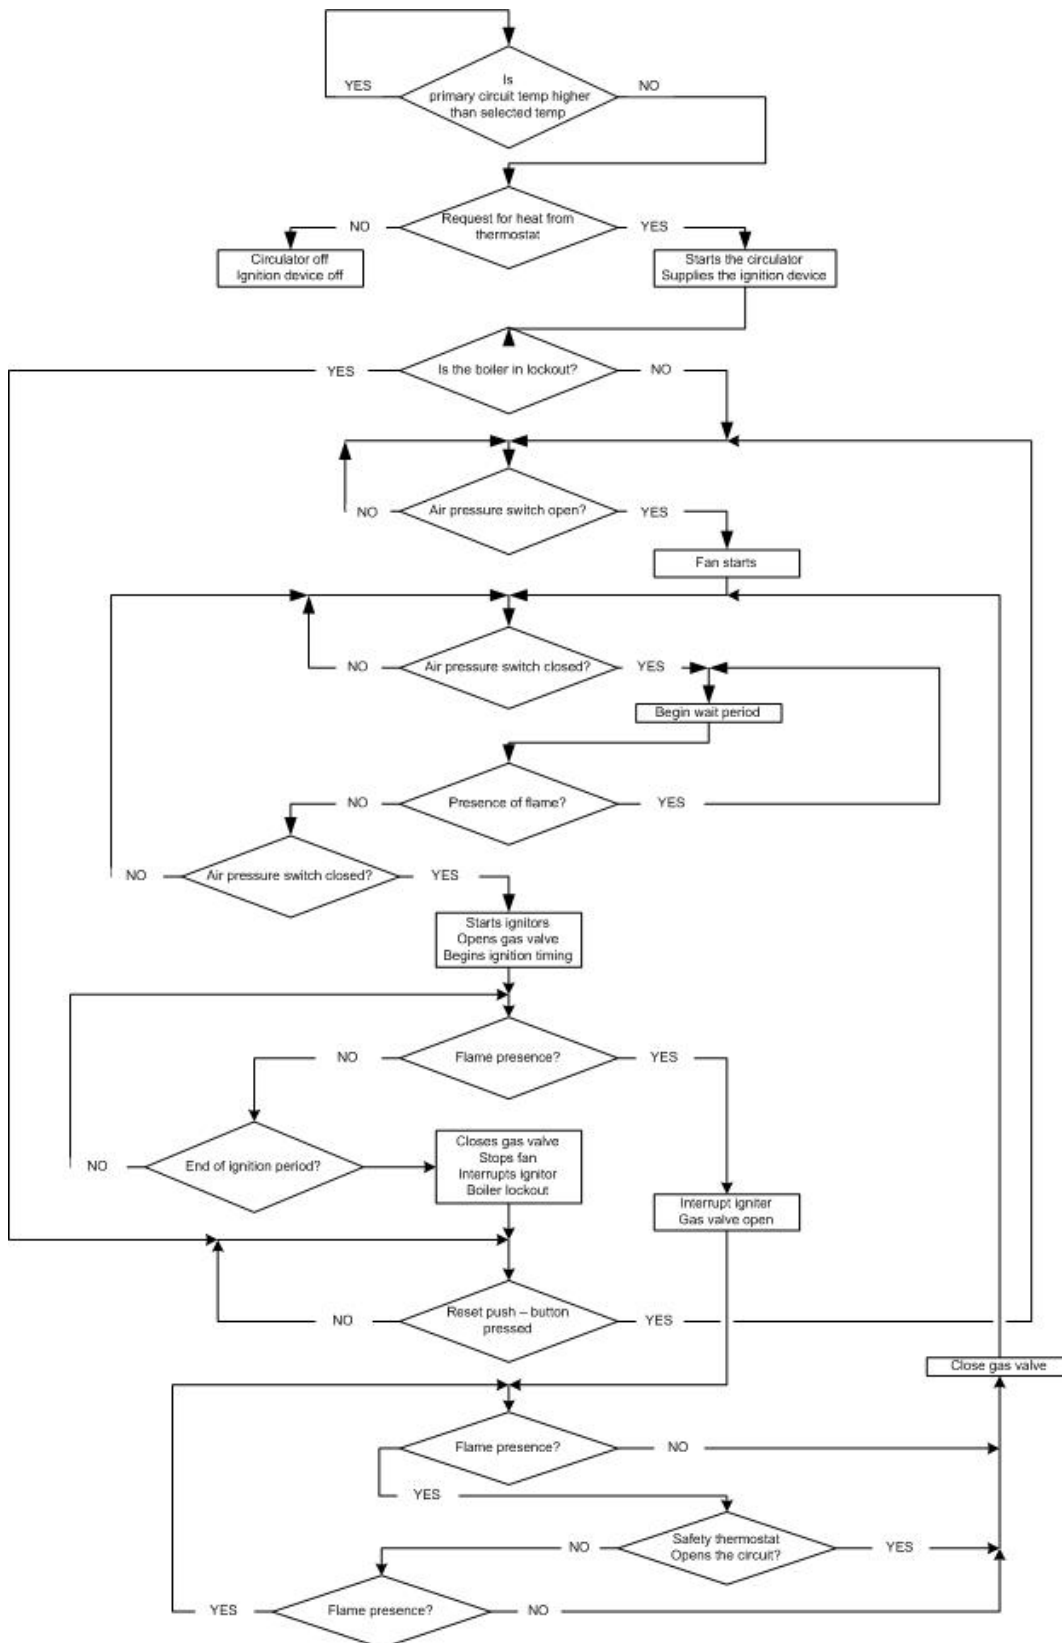 Is
primary circuit temp higher
than selected temp
YES
NO
Request for heat from
thermostat
NO
YES
Circulator off
Ignition device off
Starts the circulator
Supplies the ignition device
Is the boiler in lockout?
YES
NO
Air pressure switch open?
NO
YES
Fan starts
Air pressure switch closed?
NO
YES
Begin wait period
Presence of flame?
NO
YES
Air pressure switch closed?
NO
YES
Starts ignitors
Opens gas valve
Begins ignition timing
Flame presence?
NO
YES
End of ignition period?
NO
Closes gas valve
Stops fan
Interrupts ignitor
Boiler lockout
Interrupt igniter
Gas valve open
Reset push – button
pressed
NO
YES
Close gas valve
Flame presence?
NO
YES
Safety thermostat
Opens the circuit?
NO
YES
Flame presence?
YES
NO